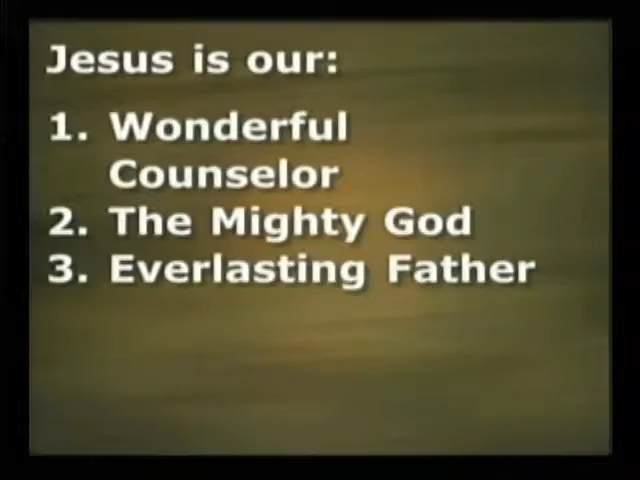 Jesus is our:
1. Wonderful
Counselor
2. The Mighty God
3. Everlasting Father